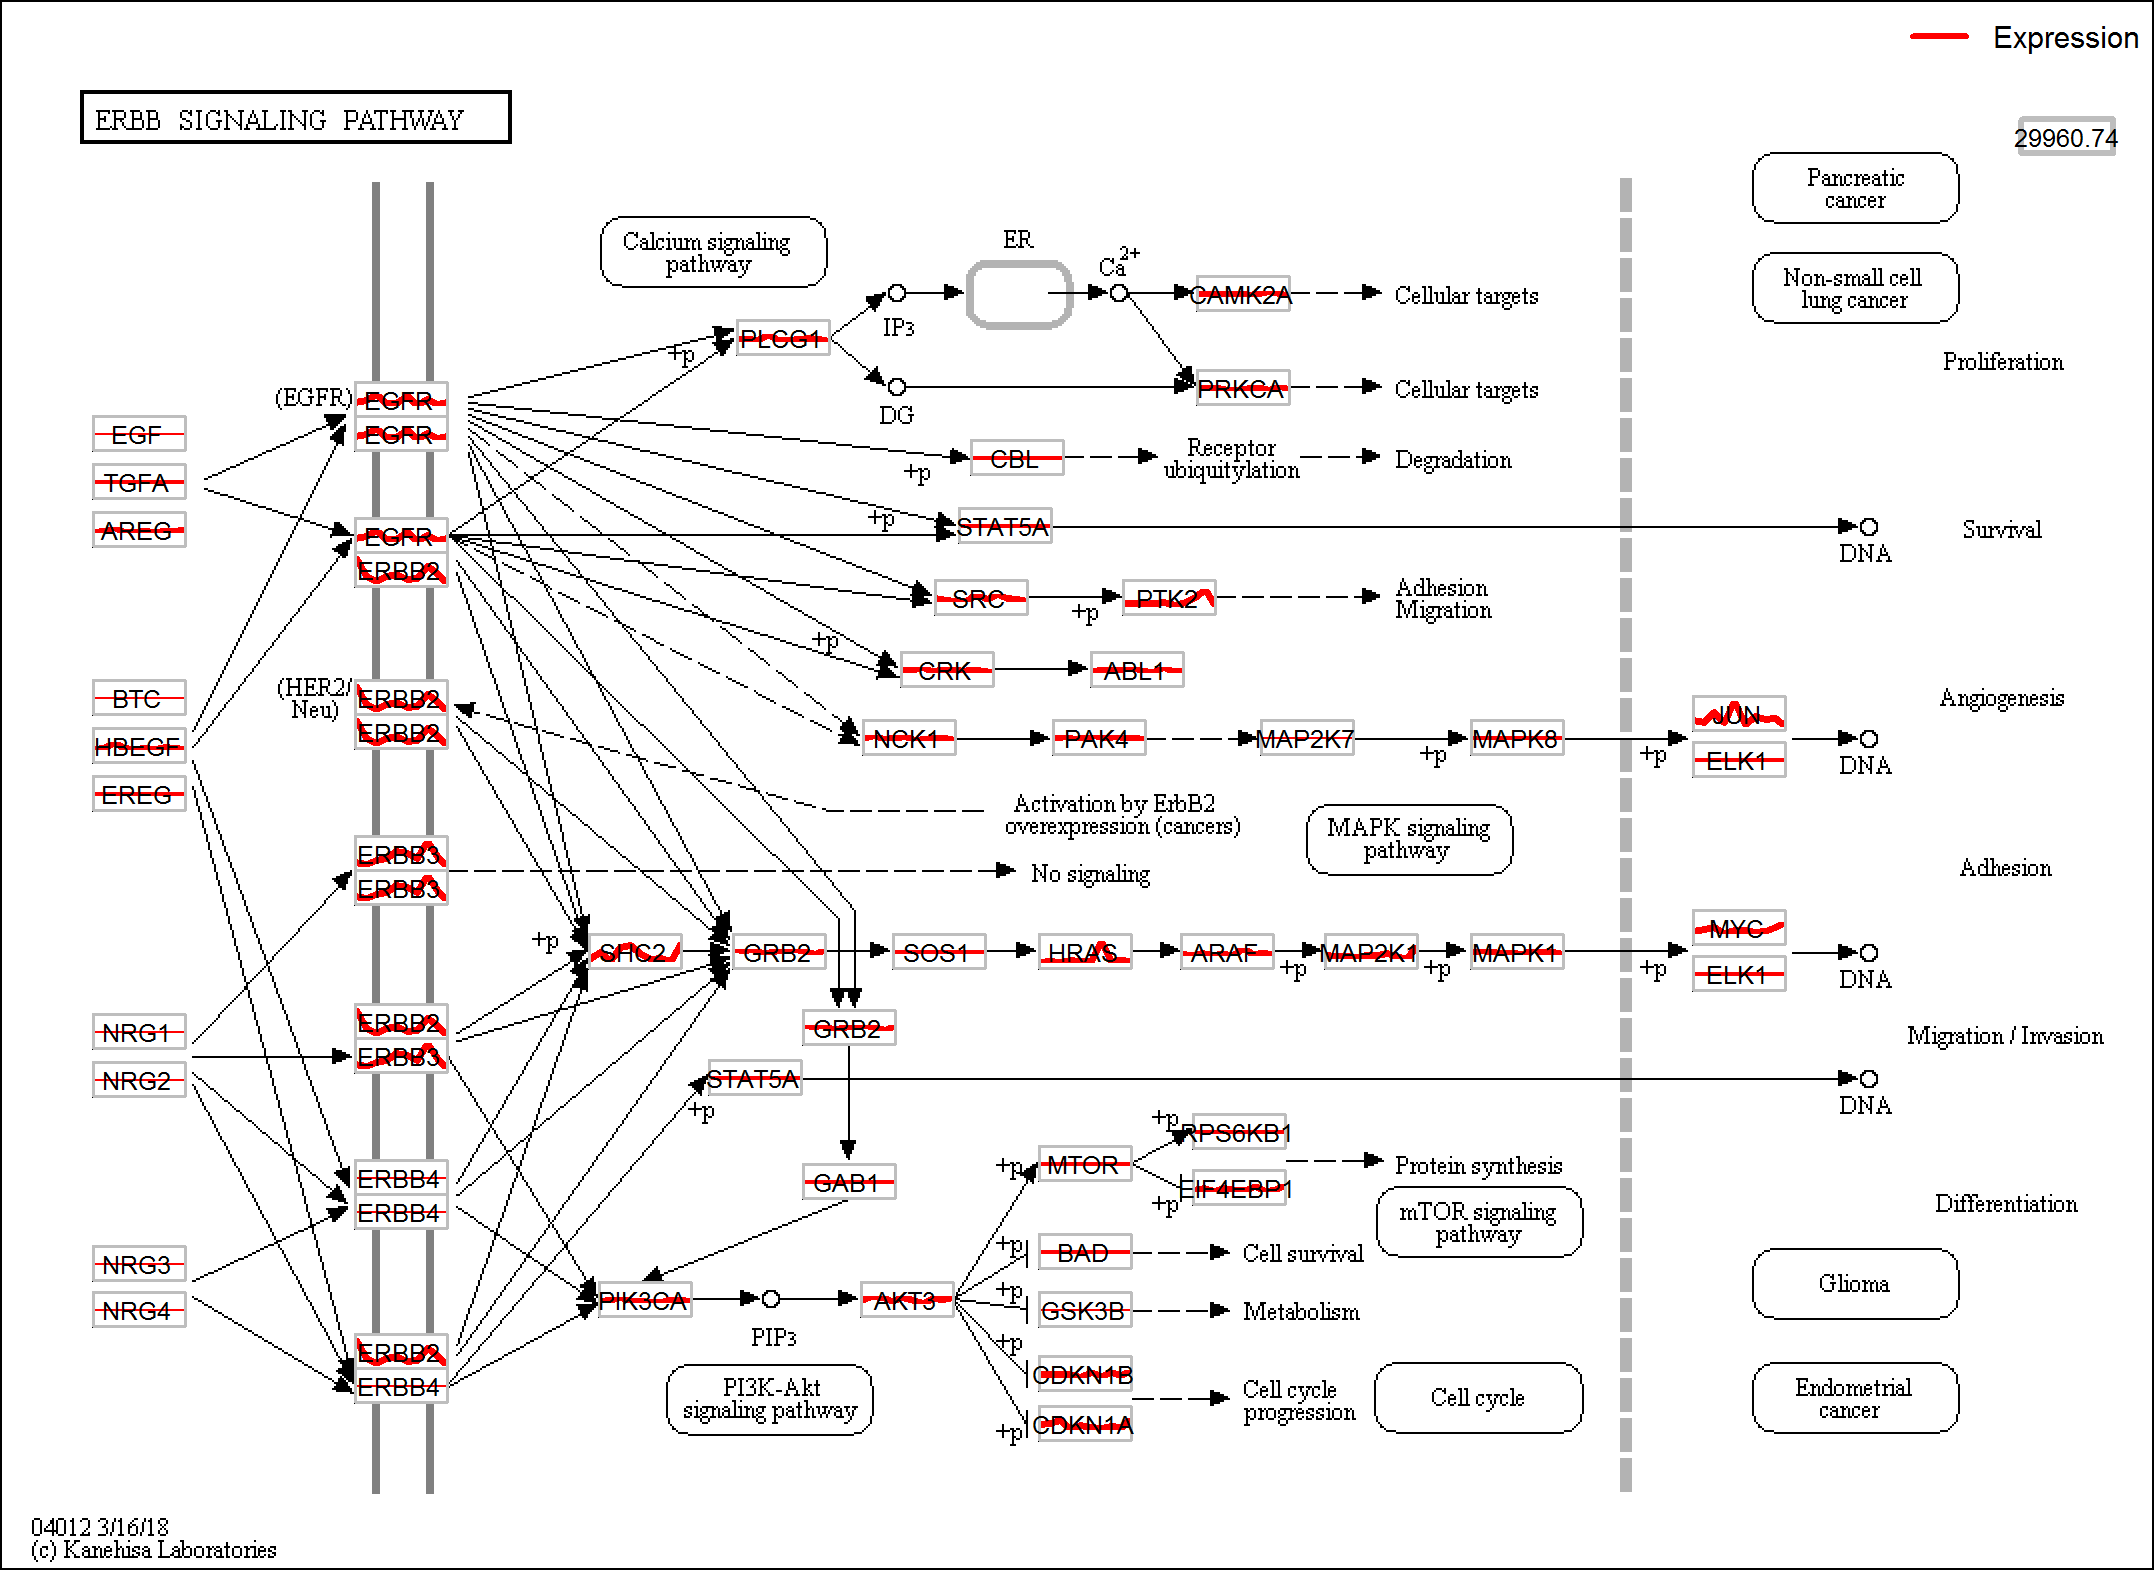 Expression
ERBB SIGNALING PATHWAY
29960.74
Pancreatic
cancer
Calcium signaling
pathway
ER
Ca2+
Non-small cell
lung cancer
CAMK2A
Cellular targets
IP3
PLCG1
+p
Proliferation
PRKCA
Cellular targets
DG
(EGFR)
EGFR
EGFR
EGF
TGFA
AREG
CBL
+p
Receptor
ubiquitylation
Degradation
STAT5A
+p
DNA
Survival
EGFR
ERBB2
SRC
+p
PTK2
Adhesion
Migration
+p
CRK
ABL1
(HER2/
Neu)
ERBB2
ERBB2
BTC
HBEGF
EREG
NCK1
PAK4
MAP2K7
+p
MAPK8
+p
JUN
ELK1
DNA
Angiogenesis
Activation by ErbB2
overexpression (cancers)
MAPK signaling
pathway
ERBB3
ERBB3
No signaling
Adhesion
+p
SHC2
GRB2
SOS1
HRAS
ARAF
+p
MAP2K1
+p
MAPK1
+p
MYC
ELK1
DNA
NRG1
NRG2
ERBB2
ERBB3
GRB2
Migration / Invasion
STAT5A
+p
DNA
+p
RPS6KB1
+p
MTOR
EIF4EBP1
+p
Protein synthesis
mTOR signaling
pathway
ERBB4
ERBB4
GAB1
Differentiation
NRG3
NRG4
+p
BAD
Cell survival
PIK3CA
PIP3
AKT3
+p
GSK3B
Metabolism
Glioma
ERBB2
ERBB4
PI3K-Akt
signaling pathway
+p
CDKN1B
CDKN1A
+p
Cell cycle
progression
Cell cycle
Endometrial
cancer
04012 3/16/18
(c) Kanehisa Laboratories